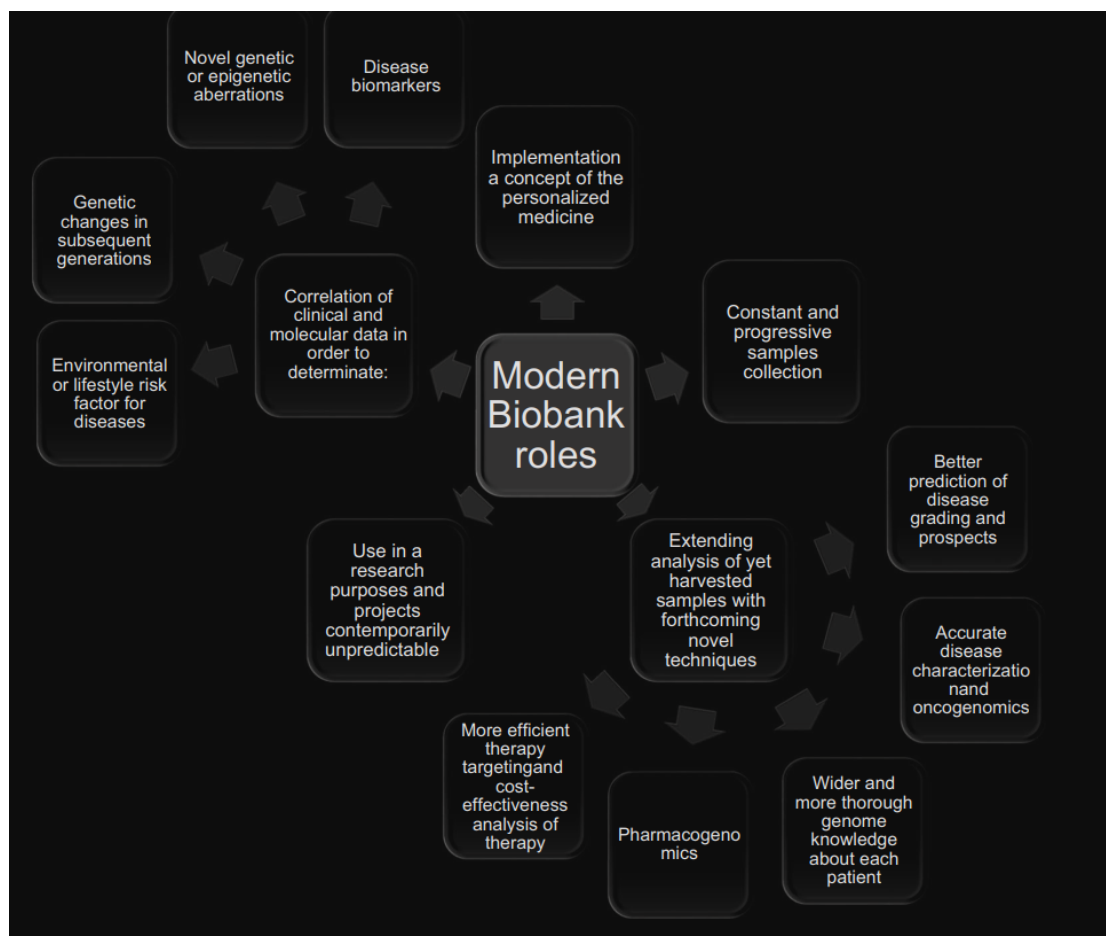 Novel genetic
or epigenetic
aberrations
Disease
biomarkers
Implementation
a concept of the
personalized
medicine
Genetic
changes in
subsequent
generations
Correlation of
clinical and
molecular data in
order to
determinate:
Constant and
progressive
samples
collection
Environmental
or lifestyle risk
factor for
diseases
Modern
Biobank
roles
Better
prediction of
disease
grading and
prospects
Use in a
research
purposes and
projects
contemporarily
unpredictable
Extending
analysis of yet
harvested
samples with
forthcoming
novel
techniques
Accurate
disease
characterizatio
nand
oncogenomics
More efficient
therapy
targetingand
cost-
effectiveness
analysis of
therapy
Pharmacogeno
mics
Wider and
more thorough
genome
knowledge
about each
patient